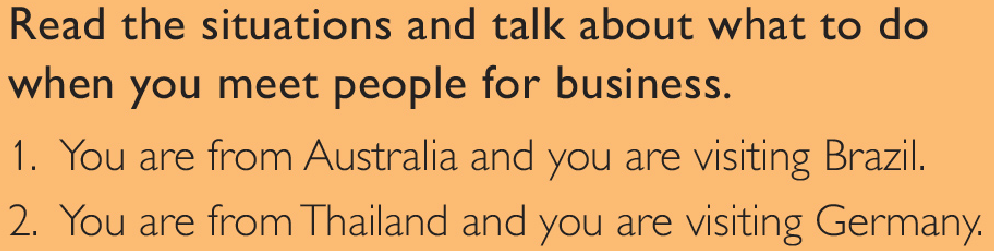 Read the situations and talk about what to do
when you meet people for business.
1. You are from Australia and you are visiting Brazil.
2. You are from Thailand and you are visiting Germany.